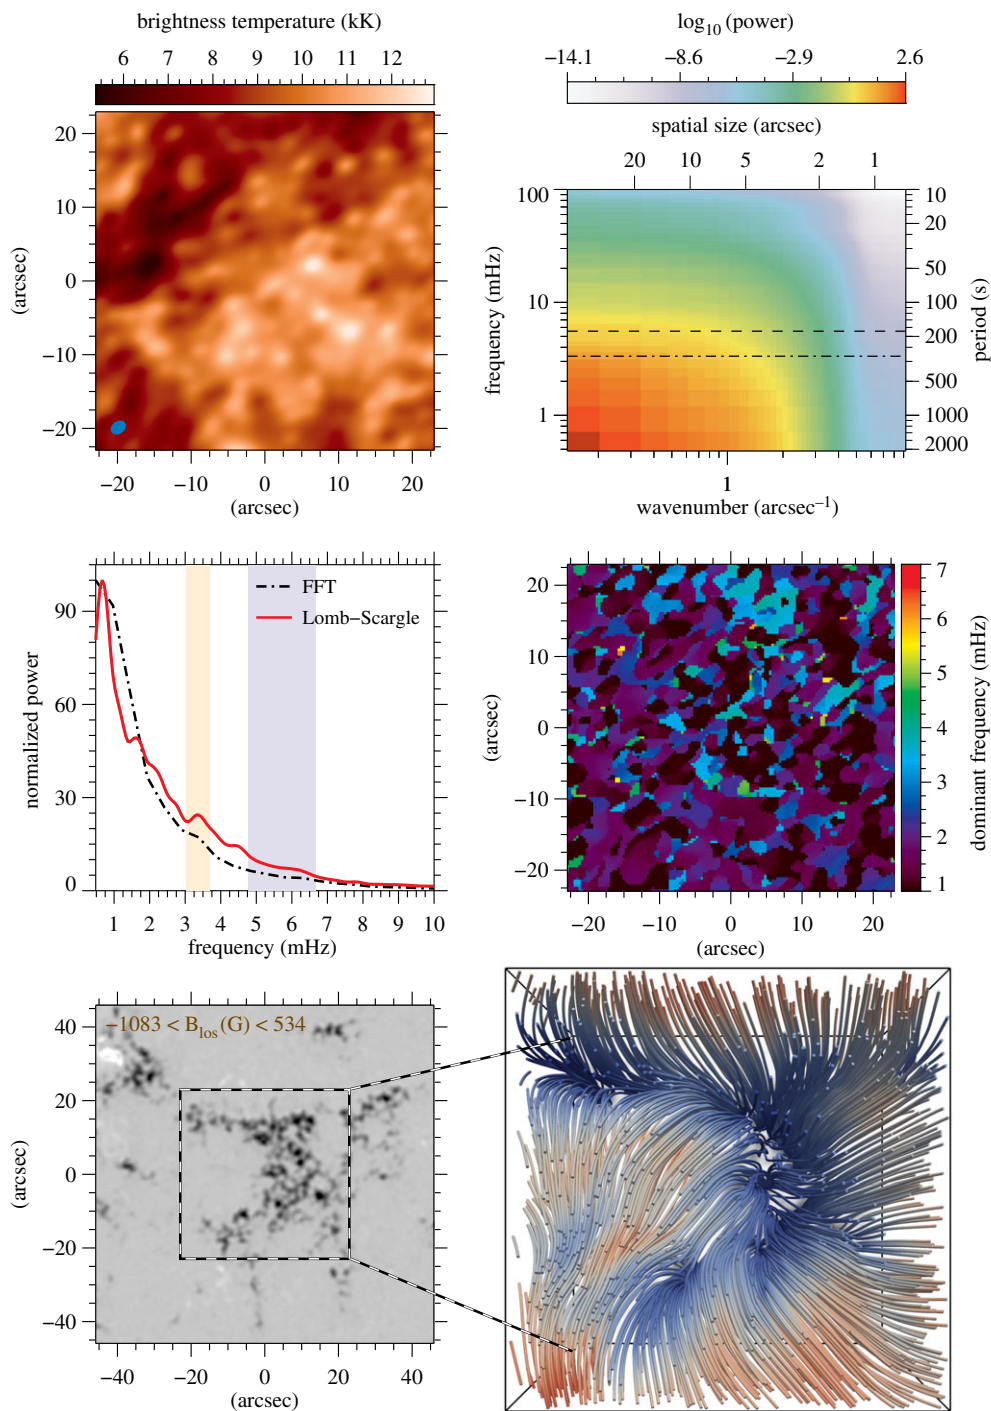 brightness temperature (kK)
6 7 8 9 10 11 12
20
10
0
−10
−20
(arcsec)
−20 −10 0 10 20
(arcsec)
log10 (power)
−14.1 −8.6 −2.9 2.6
spatial size (arcsec)
20 10 5 2 1
100
10
1
frequency (mHz)
10
20
50
100
200
500
1000
2000
period (s)
1
wavenumber (arcsec−1)
90
60
30
0
normalized power
FFT
Lomb−Scargle
1 2 3 4 5 6 7 8 9 10
frequency (mHz)
20
10
0
−10
−20
(arcsec)
−20 −10 0 10 20
(arcsec)
7
6
5
4
3
2
1
dominant frequency (mHz)
−1083 < Blos(G) < 534
40
20
0
−20
−40
(arcsec)
−40 −20 0 20 40
(arcsec)